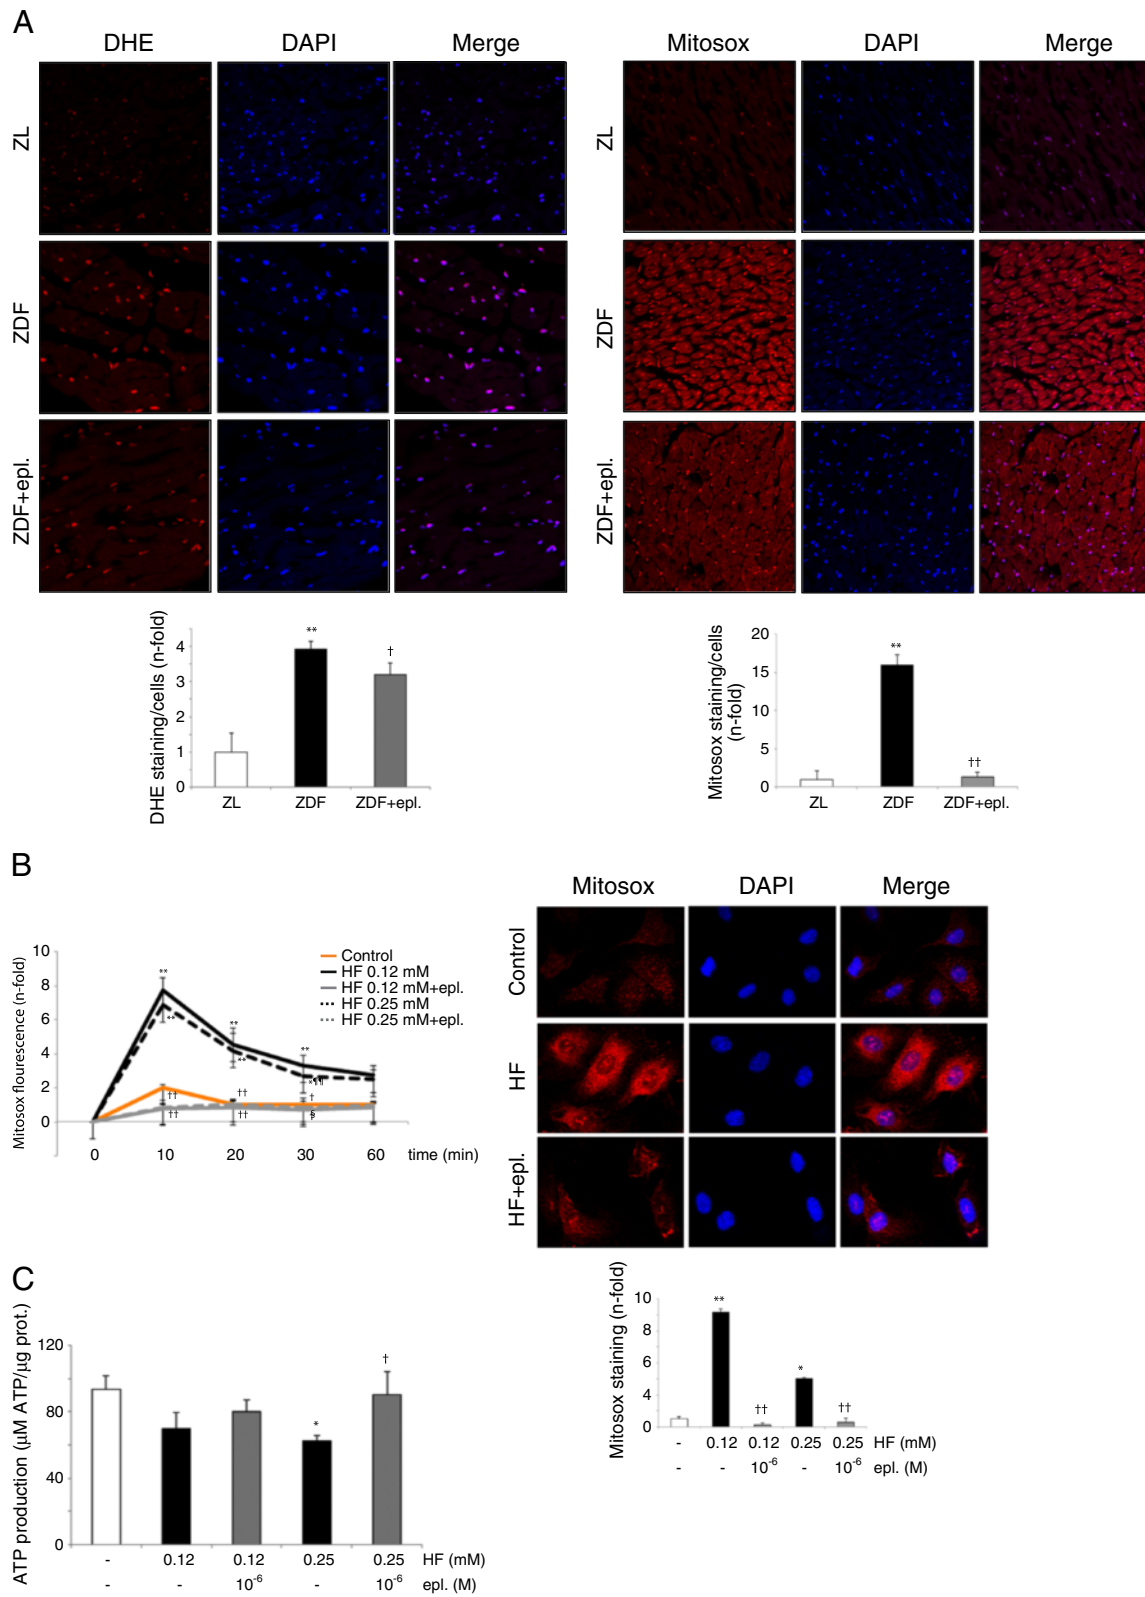 A
DHE DAPI Merge
Mitosox DAPI Merge
ZL
ZDF
ZDF+epl.
ZL
ZDF
ZDF+epl.
DHE staining/cells (n-fold)
4
3
2
1
0
**
†
ZL ZDF ZDF+epl.
Mitosox staining/cells
(n-fold)
20
15
10
5
0
**
††
ZL ZDF ZDF+epl.
B
Mitosox flourescence (n-fold)
10
8
6
4
2
0
Control
HF 0.12 mM
HF 0.12 mM+epl.
HF 0.25 mM
HF 0.25 mM+epl.
**
**
**
**
**
*¶¶
††
††
††
††
†
§
0 10 20 30 60 time (min)
Mitosox DAPI Merge
Control
HF
HF+epl.
Mitosox staining (n-fold)
10
8
6
4
2
0
**
††
*
††
- 0.12 0.12 0.25 0.25 HF (mM)
- - 10-6 - 10-6 epl. (M)
C
ATP production (µM ATP/µg prot.)
120
80
40
0
*
†
- 0.12 0.12 0.25 0.25 HF (mM)
- - 10-6 - 10-6 epl. (M)